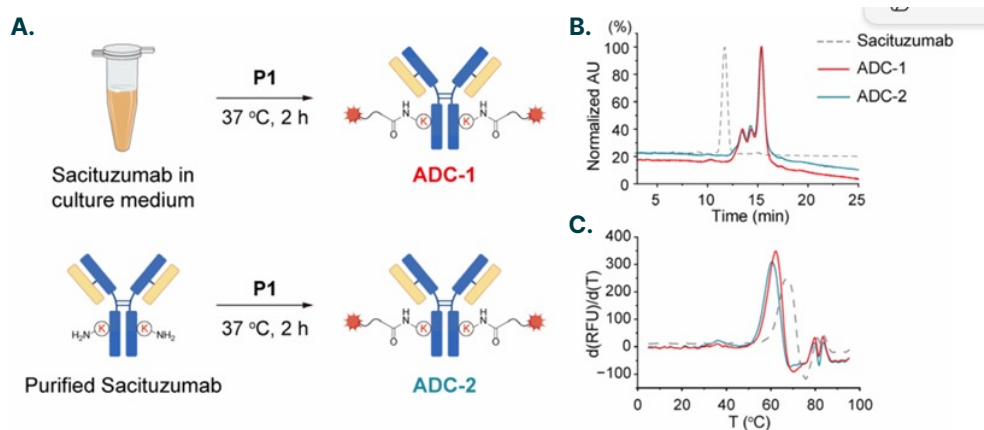 A.
P1
37 °C, 2 h
Sacituzumab in
culture medium
N
H
K
K
H
N
O
O
ADC-1
P1
37 °C, 2 h
H₂N
K
K
NH₂
Purified Sacituzumab
N
H
K
K
H
N
O
O
ADC-2
B.
(%)
100
80
60
40
20
0
Normalized AU
5
10
15
20
25
Time (min)
Sacituzumab
ADC-1
ADC-2
C.
400
300
200
100
0
−100
d(RFU)/d(T)
0
20
40
60
80
100
T (°C)